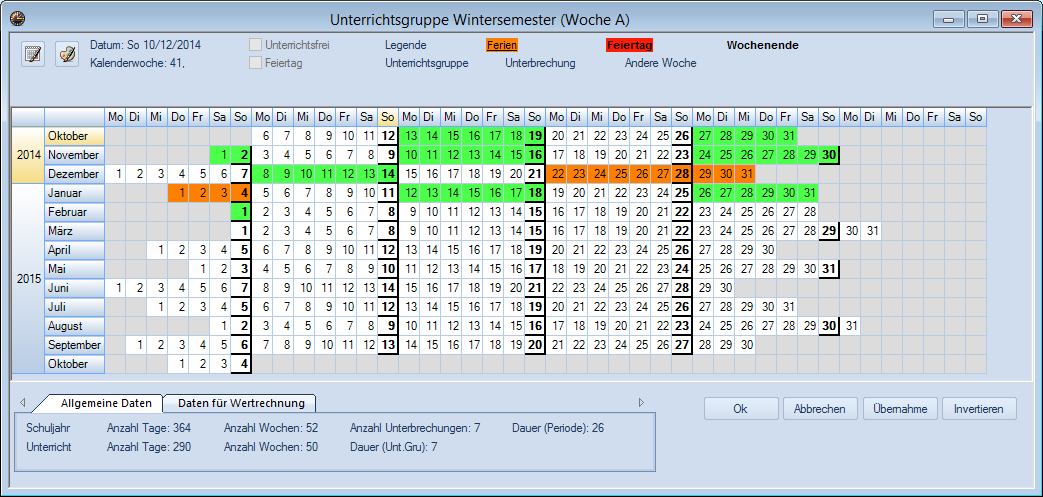 Unterrichtsgruppe Wintersemester (Woche A)
Datum: So 10/12/2014 Unterrichtsfrei Legende Ferien Feiertag Wochenende
Kalenderwoche: 41, Feiertag Unterrichtsgruppe Unterbrechung Andere Woche
Mo Di Mi Do Fr Sa So Mo Di Mi Do Fr Sa So Mo Di Mi Do Fr Sa So Mo Di Mi Do Fr Sa So Mo Di Mi Do Fr Sa So Mo Di Mi Do Fr Sa So
Oktober 6 7 8 9 10 11 12 13 14 15 16 17 18 19 20 21 22 23 24 25 26 27 28 29 30 31
2014 November 1 2 3 4 5 6 7 8 9 10 11 12 13 14 15 16 17 18 19 20 21 22 23 24 25 26 27 28 29 30
Dezember 1 2 3 4 5 6 7 8 9 10 11 12 13 14 15 16 17 18 19 20 21 22 23 24 25 26 27 28 29 30 31
Januar 1 2 3 4 5 6 7 8 9 10 11 12 13 14 15 16 17 18 19 20 21 22 23 24 25 26 27 28 29 30 31
Februar 1 2 3 4 5 6 7 8 9 10 11 12 13 14 15 16 17 18 19 20 21 22 23 24 25 26 27 28
März 1 2 3 4 5 6 7 8 9 10 11 12 13 14 15 16 17 18 19 20 21 22 23 24 25 26 27 28 29 30 31
April 1 2 3 4 5 6 7 8 9 10 11 12 13 14 15 16 17 18 19 20 21 22 23 24 25 26 27 28 29 30
Mai 1 2 3 4 5 6 7 8 9 10 11 12 13 14 15 16 17 18 19 20 21 22 23 24 25 26 27 28 29 30 31
2015
Juni 1 2 3 4 5 6 7 8 9 10 11 12 13 14 15 16 17 18 19 20 21 22 23 24 25 26 27 28 29 30
Juli 1 2 3 4 5 6 7 8 9 10 11 12 13 14 15 16 17 18 19 20 21 22 23 24 25 26 27 28 29 30 31
August 1 2 3 4 5 6 7 8 9 10 11 12 13 14 15 16 17 18 19 20 21 22 23 24 25 26 27 28 29 30 31
September 1 2 3 4 5 6 7 8 9 10 11 12 13 14 15 16 17 18 19 20 21 22 23 24 25 26 27 28 29 30
Oktober 1 2 3 4
Allgemeine Daten Daten für Wertrechnung
Ok Abbrechen Übernahme Invertieren
Schuljahr Anzahl Tage: 364 Anzahl Wochen: 52 Anzahl Unterbrechungen: 7 Dauer (Periode): 26
Unterricht Anzahl Tage: 290 Anzahl Wochen: 50 Dauer (Unt.Gru): 7